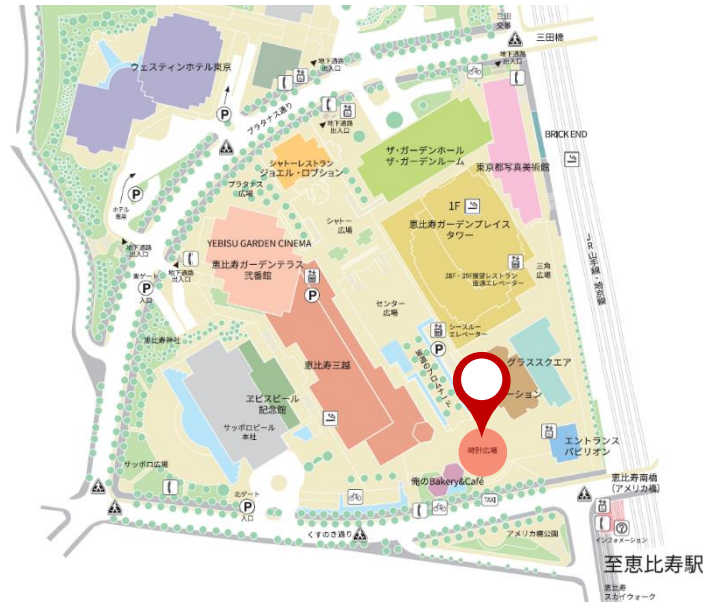 三田
交番
三田橋
地下通路
出入口
地下通路
出入口
ウェスティンホテル東京
P
プラタナス通り
地下通路
出入口
BRICK END
ザ・ガーデンホール
ザ・ガーデンルーム
東京都写真美術館
シャトーレストラン
ジョエル・ロブション
プラタナス
広場
P
ホテル
専用
1F
恵比寿ガーデンプレイス
タワー
シャトー
広場
JR山手線・埼京線
YEBISU GARDEN CINEMA
恵比寿ガーデンテラス
弐番館
地下通路
出入口
地下通路
出入口
東ゲート
P
入口
38F・39F展望レストラン
直通エレベーター
三角
広場
P
センター
広場
シースルー
エレベーター
P
恵比寿神社
恵比寿三越
グラススクエア
ーション
ヱビスビール
記念館
サッポロビール
本社
時計広場
エントランス
パビリオン
サッポロ広場
俺のBakery&Café
恵比寿南橋
(アメリカ橋)
北ゲート
P
入口
TAXI
くすのき通り
アメリカ橋公園
?
インフォメーション
至恵比寿駅
恵比寿
スカイウォーク